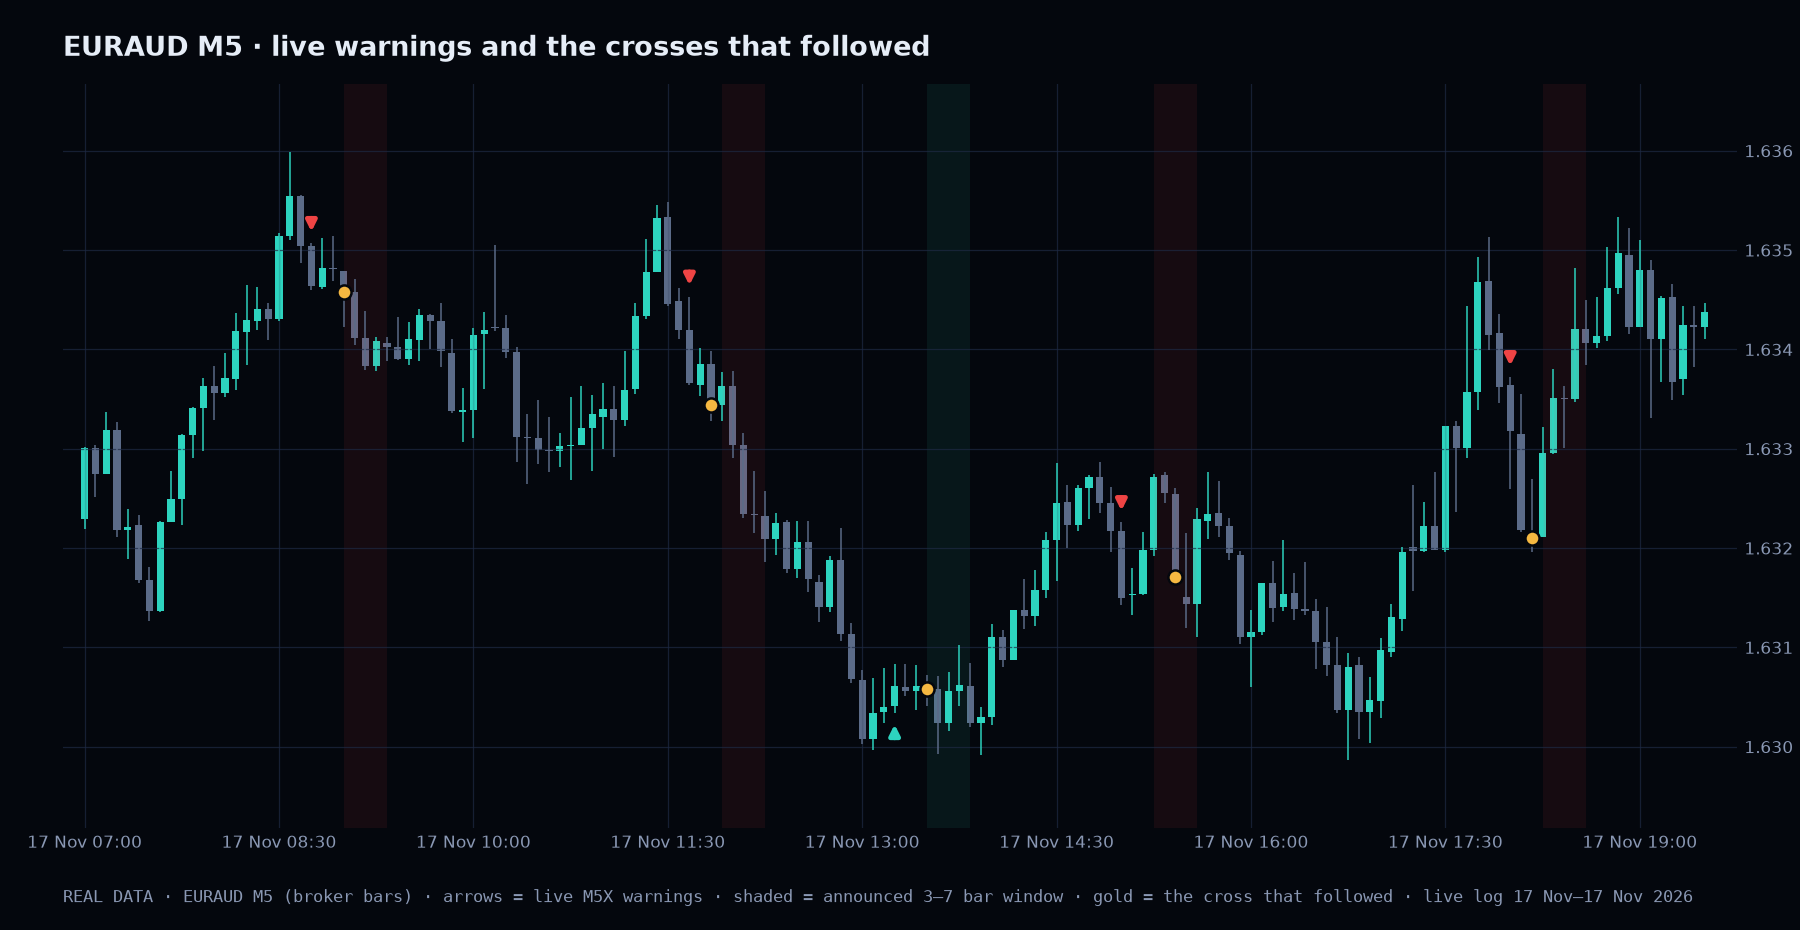 EURAUD M5 · live warnings and the crosses that followed
1.636
1.635
1.634
1.633
1.632
1.631
1.630
17 Nov 07:00 17 Nov 08:30 17 Nov 10:00 17 Nov 11:30 17 Nov 13:00 17 Nov 14:30 17 Nov 16:00 17 Nov 17:30 17 Nov 19:00
REAL DATA · EURAUD M5 (broker bars) · arrows = live M5X warnings · shaded = announced 3–7 bar window · gold = the cross that followed · live log 17 Nov–17 Nov 2026